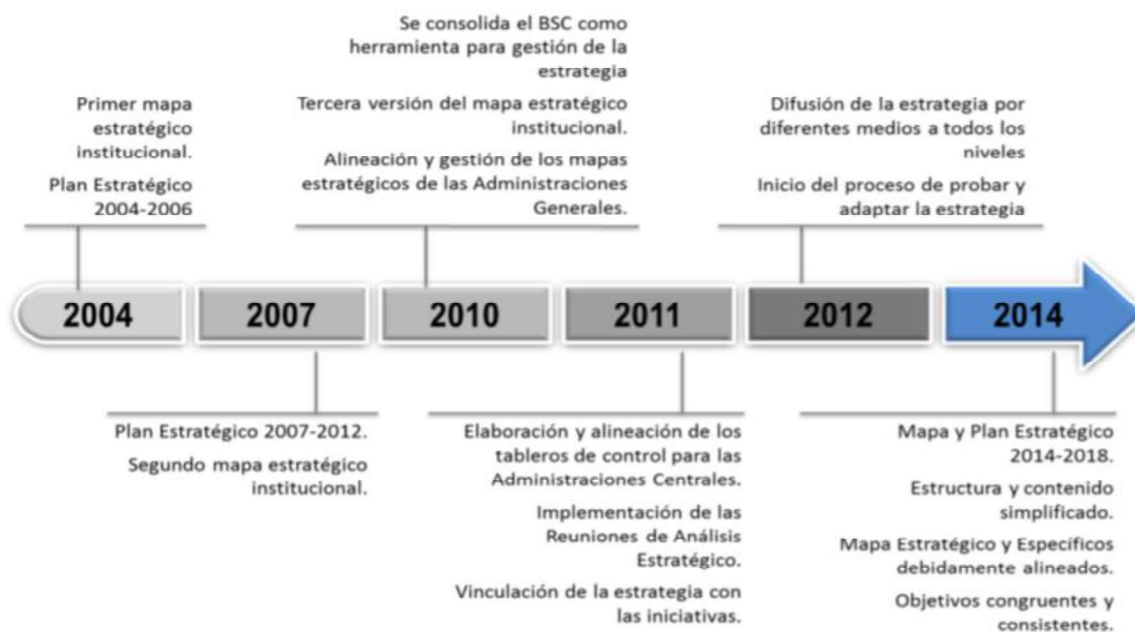 Primer mapa
estratégico
institucional.
Plan Estratégico
2004-2006
Se consolida el BSC como
herramienta para gestión de la
estrategia
Tercera versión del mapa estratégico
institucional.
Alineación y gestión de los mapas
estratégicos de las Administraciones
Generales.
Difusión de la estrategia por
diferentes medios a todos los
niveles
Inicio del proceso de probar y
adaptar la estrategia
2004
2007
2010
2011
2012
2014
Plan Estratégico 2007-2012.
Segundo mapa estratégico
institucional.
Elaboración y alineación de los
tableros de control para las
Administraciones Centrales.
Implementación de las
Reuniones de Análisis
Estratégico.
Vinculación de la estrategia con
las iniciativas.
Mapa y Plan Estratégico
2014-2018.
Estructura y contenido
simplificado.
Mapa Estratégico y Específicos
debidamente alineados.
Objetivos congruentes y
consistentes.